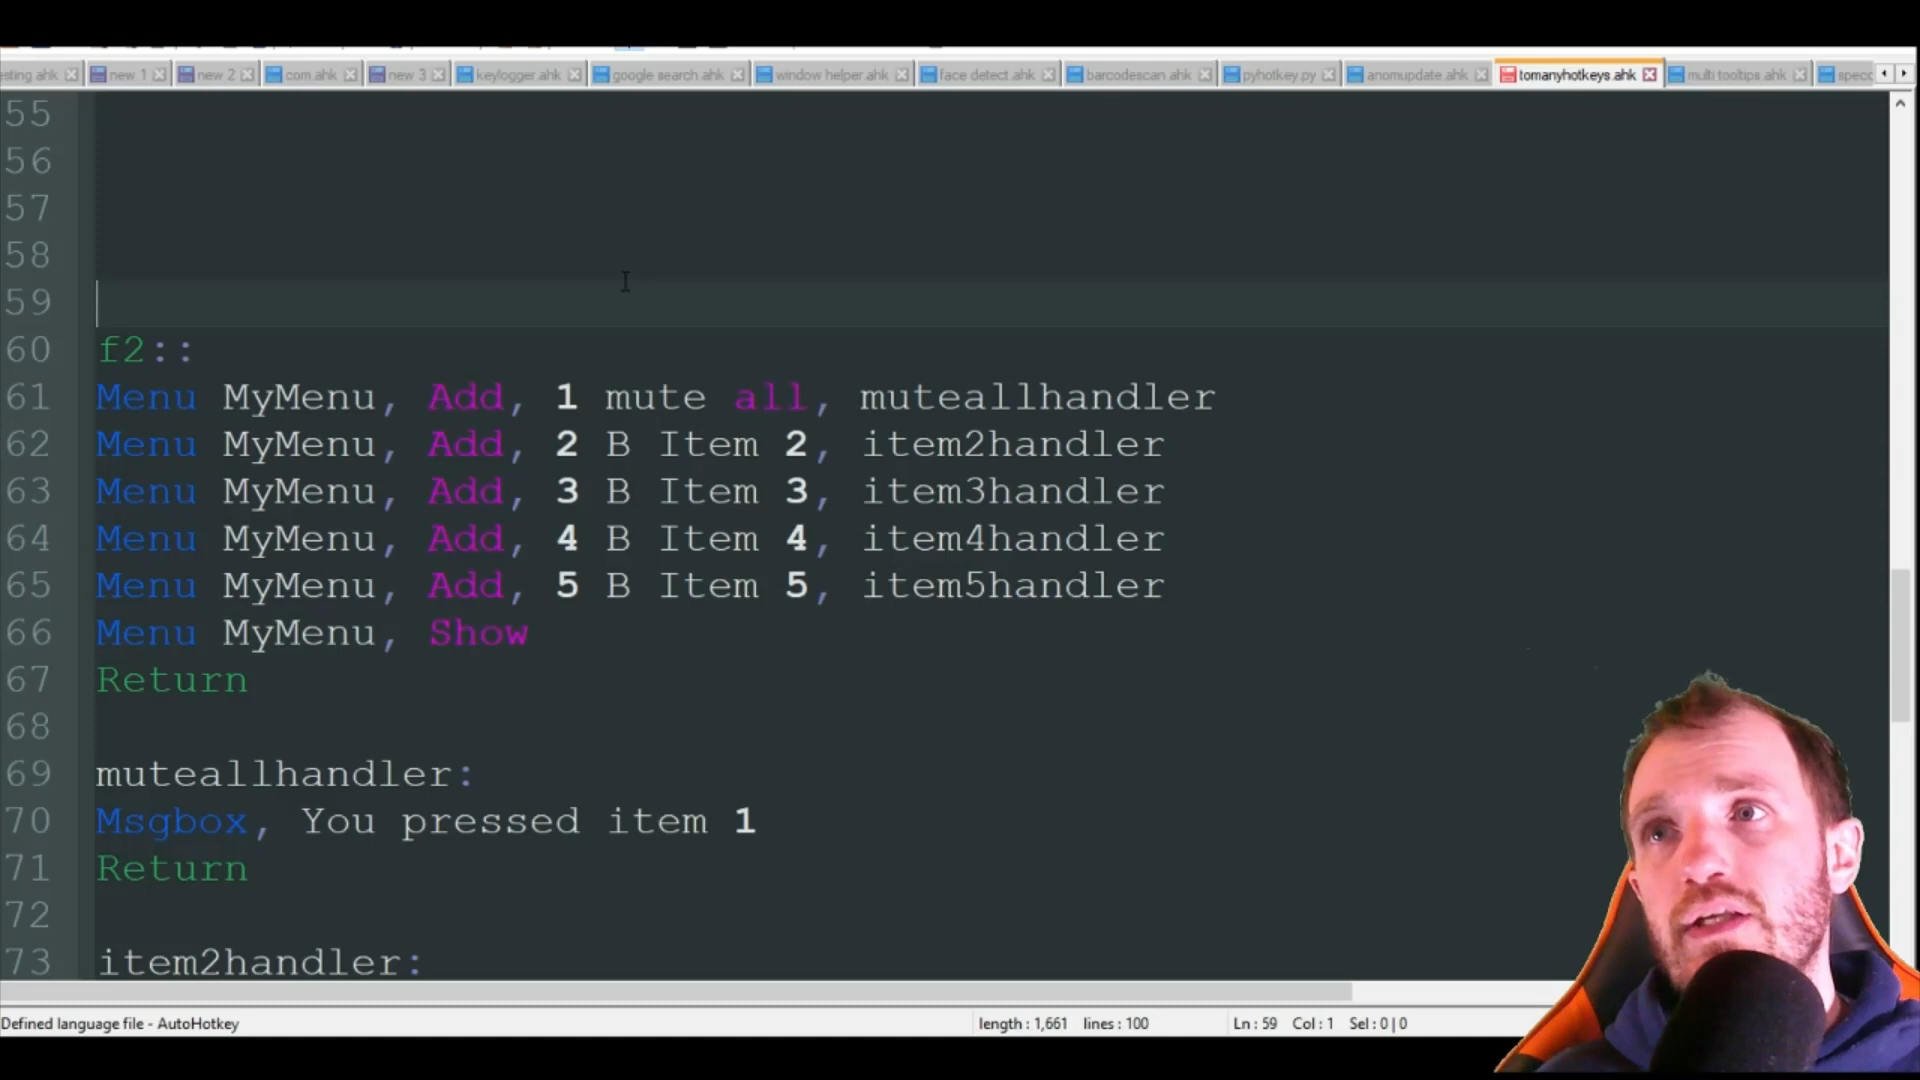 esting.ahk new 1 new 2 com.ahk new 3 keylogger.ahk google search.ahk window helper.ahk face detect.ahk barcodescan.ahk pyhotkey.py anomupdate.ahk tomanyhotkeys.ahk multi tooltips.ahk
55
56
57
58
59
60 f2::
61 Menu MyMenu, Add, 1 mute all, muteallhandler
62 Menu MyMenu, Add, 2 B Item 2, item2handler
63 Menu MyMenu, Add, 3 B Item 3, item3handler
64 Menu MyMenu, Add, 4 B Item 4, item4handler
65 Menu MyMenu, Add, 5 B Item 5, item5handler
66 Menu MyMenu, Show
67 Return
68
69 muteallhandler:
70 Msgbox, You pressed item 1
71 Return
72
73 item2handler:
Defined language file - AutoHotkey length : 1,661 lines : 100 Ln : 59 Col : 1 Sel : 0 | 0